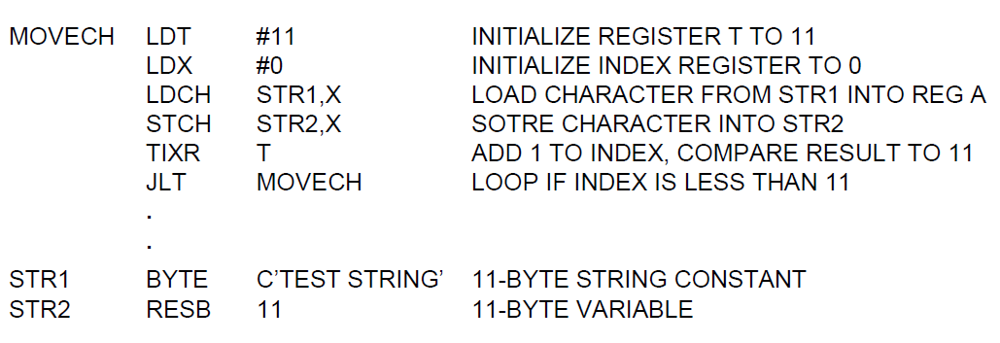 MOVECH LDT #11 INITIALIZE REGISTER T TO 11
LDX #0 INITIALIZE INDEX REGISTER TO 0
LDCH STR1,X LOAD CHARACTER FROM STR1 INTO REG A
STCH STR2,X SOTRE CHARACTER INTO STR2
TIXR T ADD 1 TO INDEX, COMPARE RESULT TO 11
JLT MOVECH LOOP IF INDEX IS LESS THAN 11
.
.
STR1 BYTE C’TEST STRING’ 11-BYTE STRING CONSTANT
STR2 RESB 11 11-BYTE VARIABLE